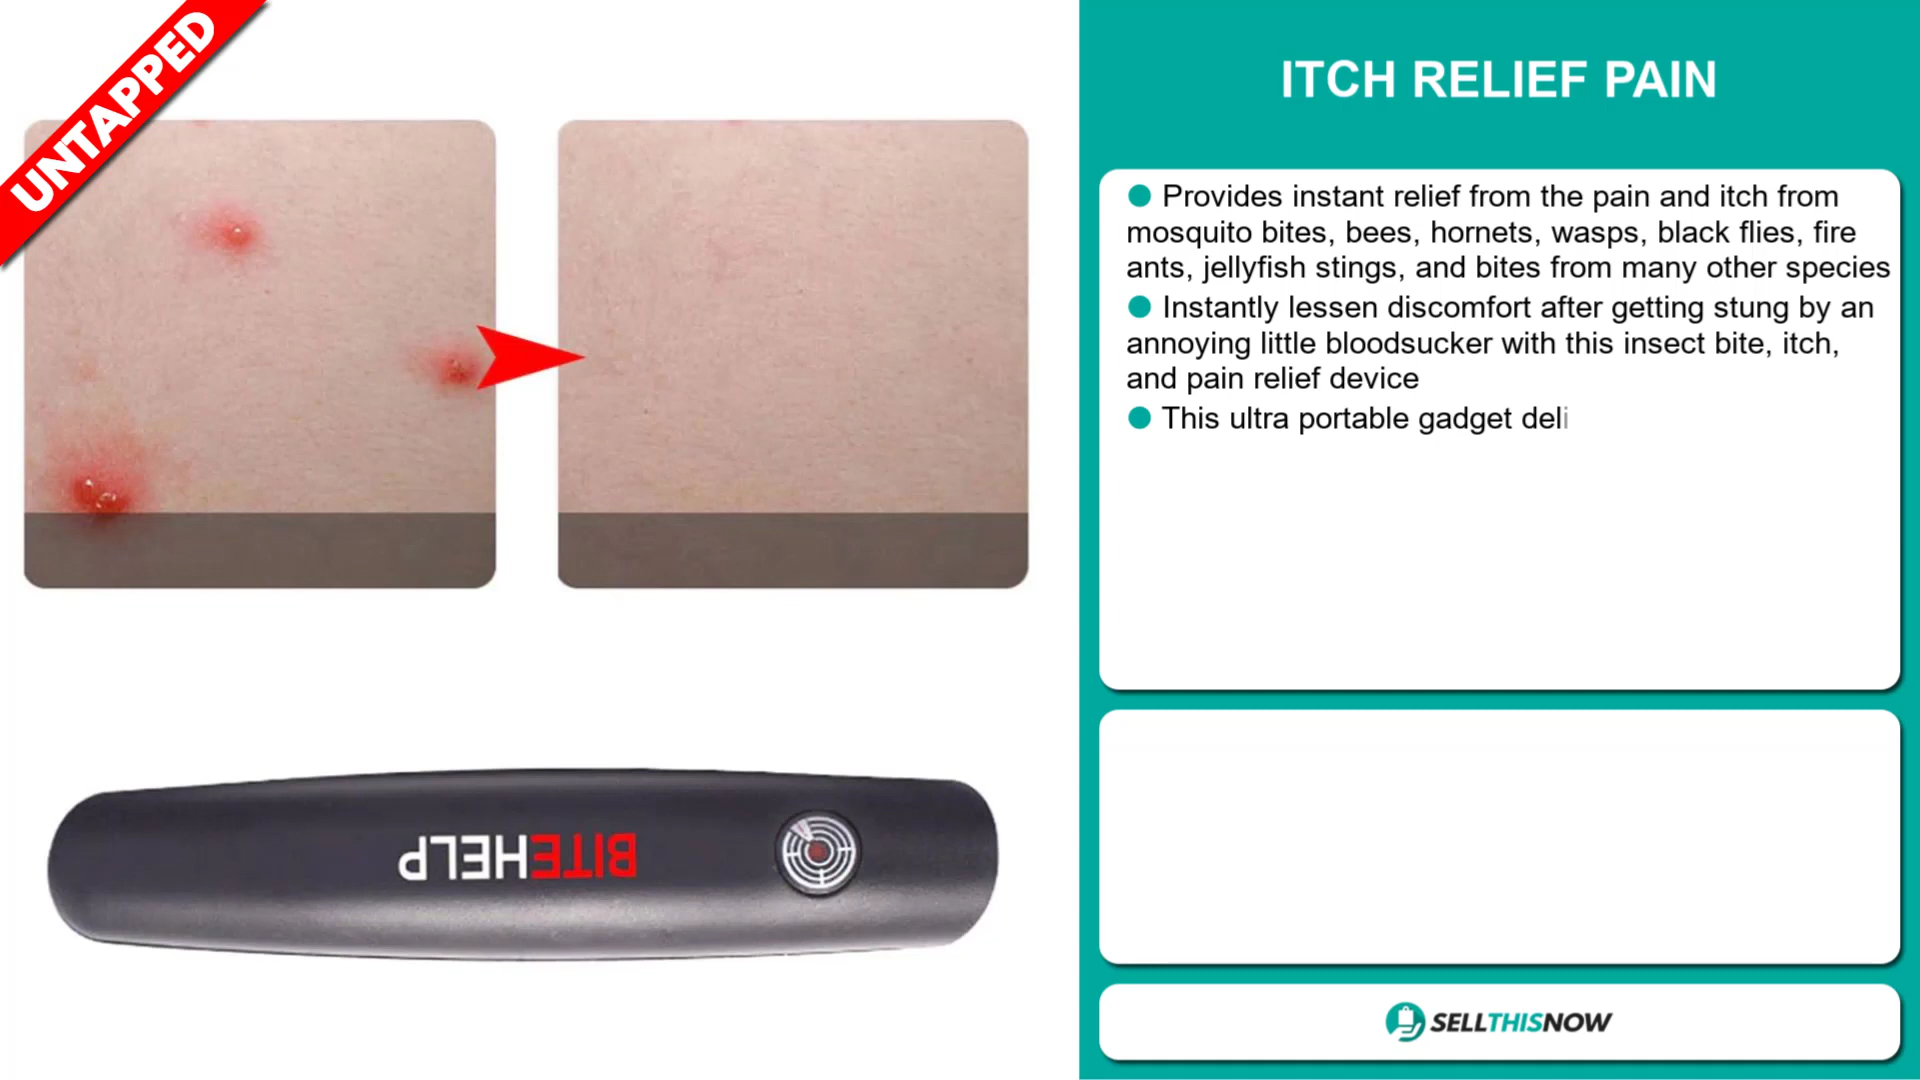 UNTAPPED
ITCH RELIEF PAIN
● Provides instant relief from the pain and itch from
mosquito bites, bees, hornets, wasps, black flies, fire
ants, jellyfish stings, and bites from many other species
● Instantly lessen discomfort after getting stung by an
annoying little bloodsucker with this insect bite, itch,
and pain relief device
● This ultra portable gadget deli
BITEHELP
SELLTHISNOW